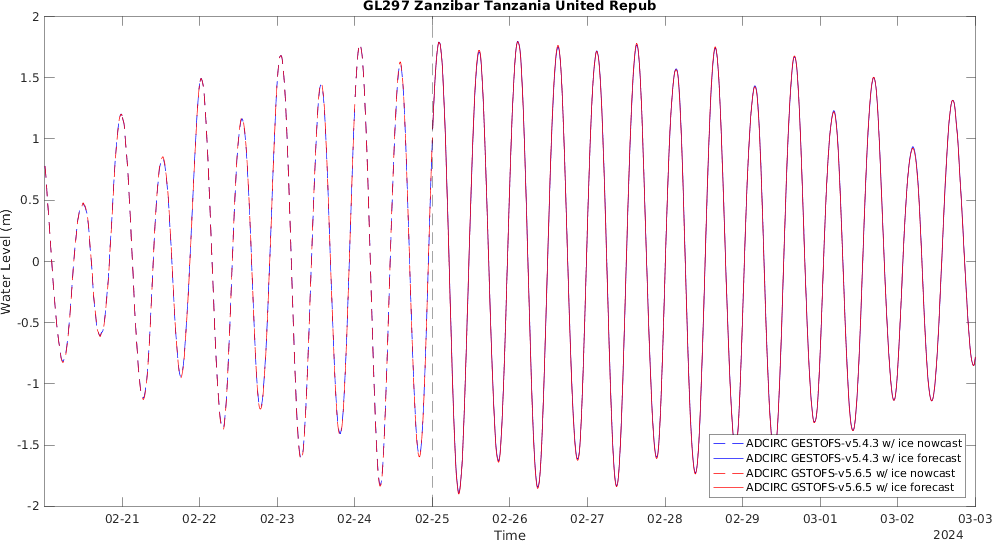 GL297 Zanzibar Tanzania United Repub
2
1.5
1
0.5
0
-0.5
-1
-1.5
-2
Water Level (m)
ADCIRC GESTOFS-v5.4.3 w/ ice nowcast
ADCIRC GESTOFS-v5.4.3 w/ ice forecast
ADCIRC GSTOFS-v5.6.5 w/ ice nowcast
ADCIRC GSTOFS-v5.6.5 w/ ice forecast
02-21 02-22 02-23 02-24 02-25 02-26 02-27 02-28 02-29 03-01 03-02 03-03
Time
2024